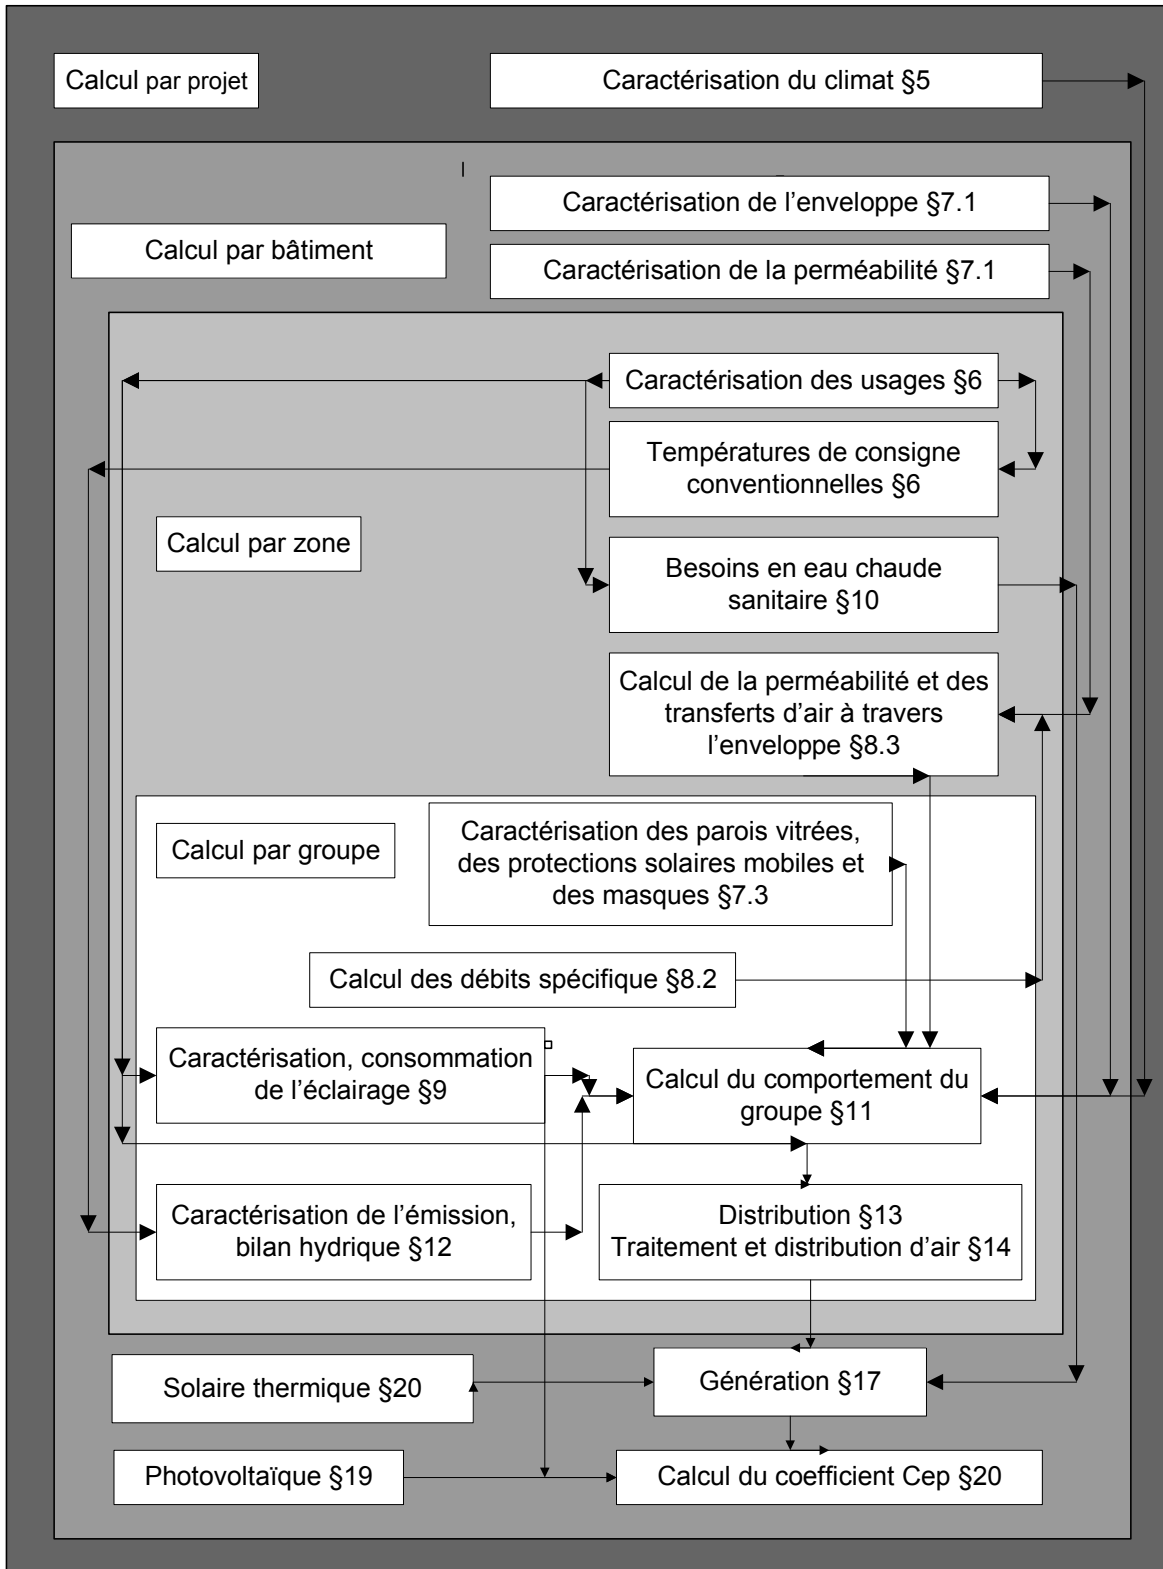 Calcul par projet
Caractérisation du climat §5
Caractérisation de l'enveloppe §7.1
Calcul par bâtiment
Caractérisation de la perméabilité §7.1
Caractérisation des usages §6
Températures de consigne
conventionnelles §6
Calcul par zone
Besoins en eau chaude
sanitaire §10
Calcul de la perméabilité et des
transferts d'air à travers
l'enveloppe §8.3
Calcul par groupe
Caractérisation des parois vitrées,
des protections solaires mobiles et
des masques §7.3
Calcul des débits spécifique §8.2
Caractérisation, consommation
de l'éclairage §9
Calcul du comportement du
groupe §11
Caractérisation de l'émission,
bilan hydrique §12
Distribution §13
Traitement et distribution d'air §14
Solaire thermique §20
Génération §17
Photovoltaïque §19
Calcul du coefficient Cep §20